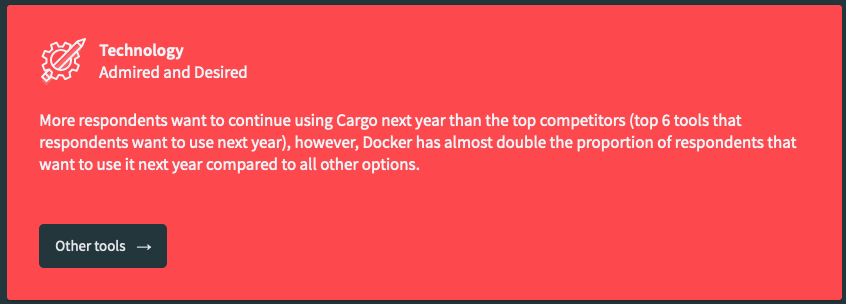 Technology
Admired and Desired
More respondents want to continue using Cargo next year than the top competitors (top 6 tools that
respondents want to use next year), however, Docker has almost double the proportion of respondents that
want to use it next year compared to all other options.
Other tools →